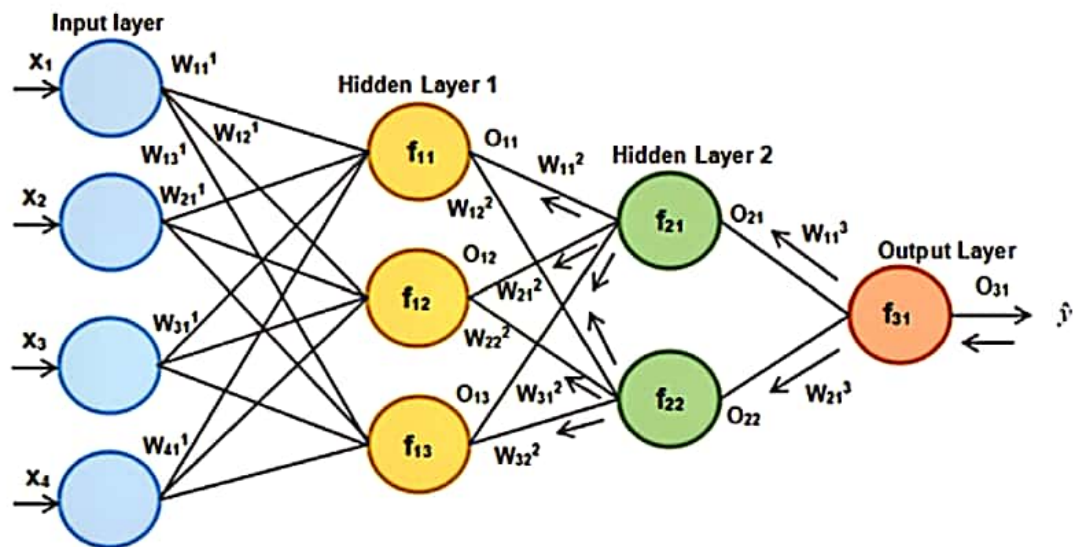 Input layer
X₁
W₁₁¹
Hidden Layer 1
W₁₂¹
W₁₃¹
f₁₁
O₁₁
W₁₁²
Hidden Layer 2
X₂
W₂₁¹
W₁₂²
f₂₁
O₂₁
W₁₁³
Output Layer
O₁₂
f₁₂
W₂₁²
O₃₁
f₃₁
ŷ
X₃
W₃₁¹
W₂₂²
O₁₃
W₃₁²
f₂₂
W₂₁³
O₂₂
W₄₁¹
f₁₃
W₃₂²
X₄